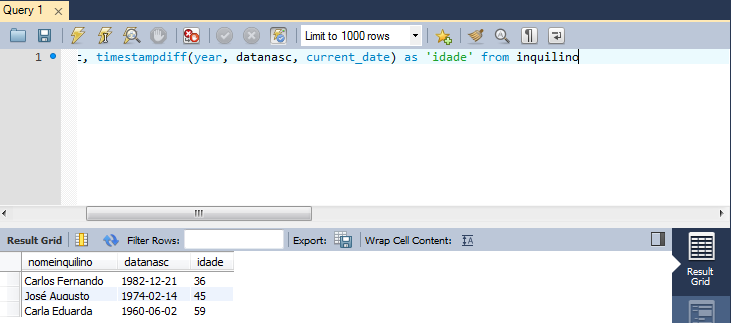 Query 1
Limit to 1000 rows
1
:, timestampdiff(year, datanasc, current_date) as 'idade' from inquilino
Result Grid Filter Rows: Export: Wrap Cell Content:
nomeinquilino datanasc idade
Carlos Fernando 1982-12-21 36
José Augusto 1974-02-14 45
Carla Eduarda 1960-06-02 59
Result
Grid